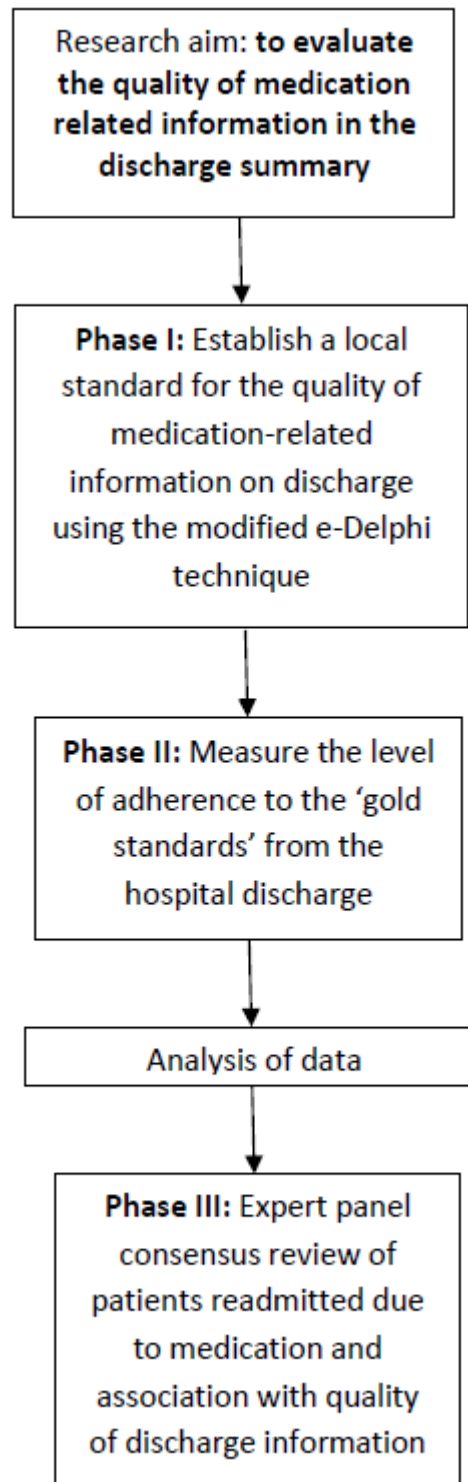 Research aim: to evaluate
the quality of medication
related information in the
discharge summary
Phase I: Establish a local
standard for the quality of
medication-related
information on discharge
using the modified e-Delphi
technique
Phase II: Measure the level
of adherence to the ‘gold
standards’ from the
hospital discharge
Analysis of data
Phase III: Expert panel
consensus review of
patients readmitted due
to medication and
association with quality
of discharge information